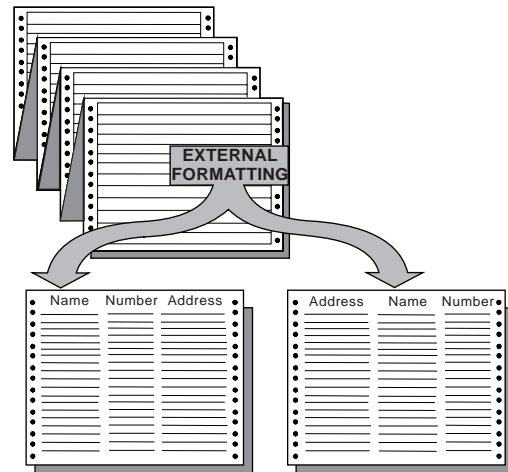 EXTERNAL
FORMATTING
Name Number Address
Address Name Number